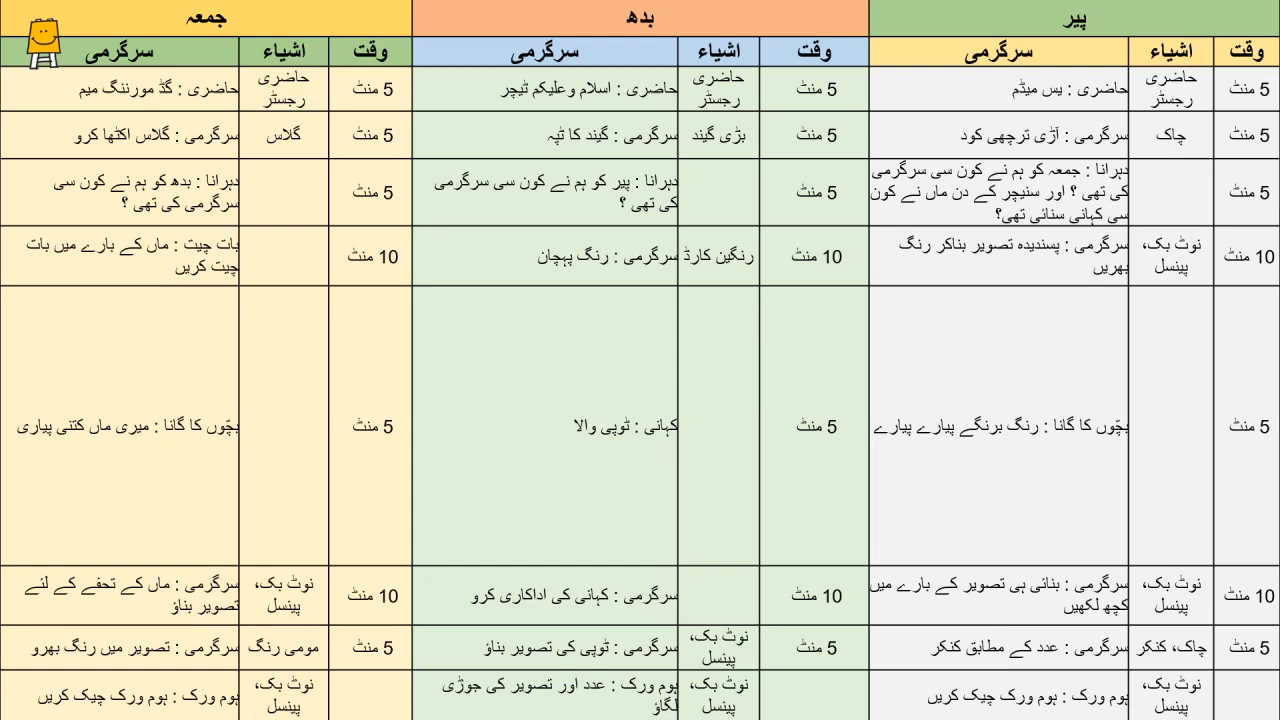 پیر
بدھ
جمعہ
وقت
اشیاء
سرگرمی
وقت
اشیاء
سرگرمی
وقت
اشیاء
سرگرمی
5 منٹ
حاضری
رجسٹر
حاضری : یس میڈم
5 منٹ
حاضری
رجسٹر
حاضری : اسلام وعلیکم ٹیچر
5 منٹ
حاضری
رجسٹر
حاضری : گڈ مورننگ میم
5 منٹ
چاک
سرگرمی : آڑی ترچھی کود
5 منٹ
بڑی گیند
سرگرمی : گیند کا ٹپہ
5 منٹ
گلاس
سرگرمی : گلاس اکٹھا کرو
5 منٹ
دہرانا : جمعہ کو ہم نے کون سی سرگرمی
کی تھی ؟ اور سنیچر کے دن ماں نے کون
سی کہانی سنائی تھی؟
5 منٹ
دہرانا : پیر کو ہم نے کون سی سرگرمی
کی تھی ؟
5 منٹ
دہرانا : بدھ کو ہم نے کون سی
سرگرمی کی تھی ؟
10 منٹ
نوٹ بک،
پینسل
سرگرمی : پسندیدہ تصویر بناکر رنگ
بھریں
10 منٹ
رنگین کارڈ
سرگرمی : رنگ پہچان
10 منٹ
بات چیت : ماں کے بارے میں بات
چیت کریں
5 منٹ
بچّوں کا گانا : رنگ برنگے پیارے پیارے
5 منٹ
کہانی : ٹوپی والا
5 منٹ
بچّوں کا گانا : میری ماں کتنی پیاری
10 منٹ
نوٹ بک،
پینسل
سرگرمی : بنائی ہی تصویر کے بارے میں
کچھ لکھیں
10 منٹ
سرگرمی : کہانی کی اداکاری کرو
10 منٹ
نوٹ بک،
پینسل
سرگرمی : ماں کے تحفے کے لئے
تصویر بناؤ
5 منٹ
چاک، کنکر
سرگرمی : عدد کے مطابق کنکر
5 منٹ
نوٹ بک،
پینسل
سرگرمی : ٹوپی کی تصویر بناؤ
5 منٹ
مومی رنگ
سرگرمی : تصویر میں رنگ بھرو
نوٹ بک،
پینسل
ہوم ورک : ہوم ورک چیک کریں
نوٹ بک،
پینسل
ہوم ورک : عدد اور تصویر کی جوڑی
لگاؤ
نوٹ بک،
پینسل
ہوم ورک : ہوم ورک چیک کریں